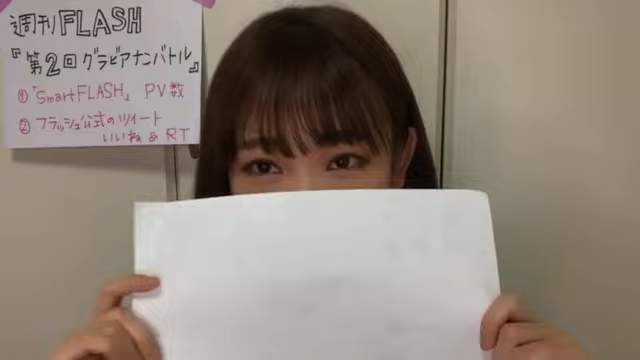 週刊FLASH
『第2回グラビアナンバトル』
①「SmartFLASH」 PV数
② フラッシュ公式のツイート
いいね & RT